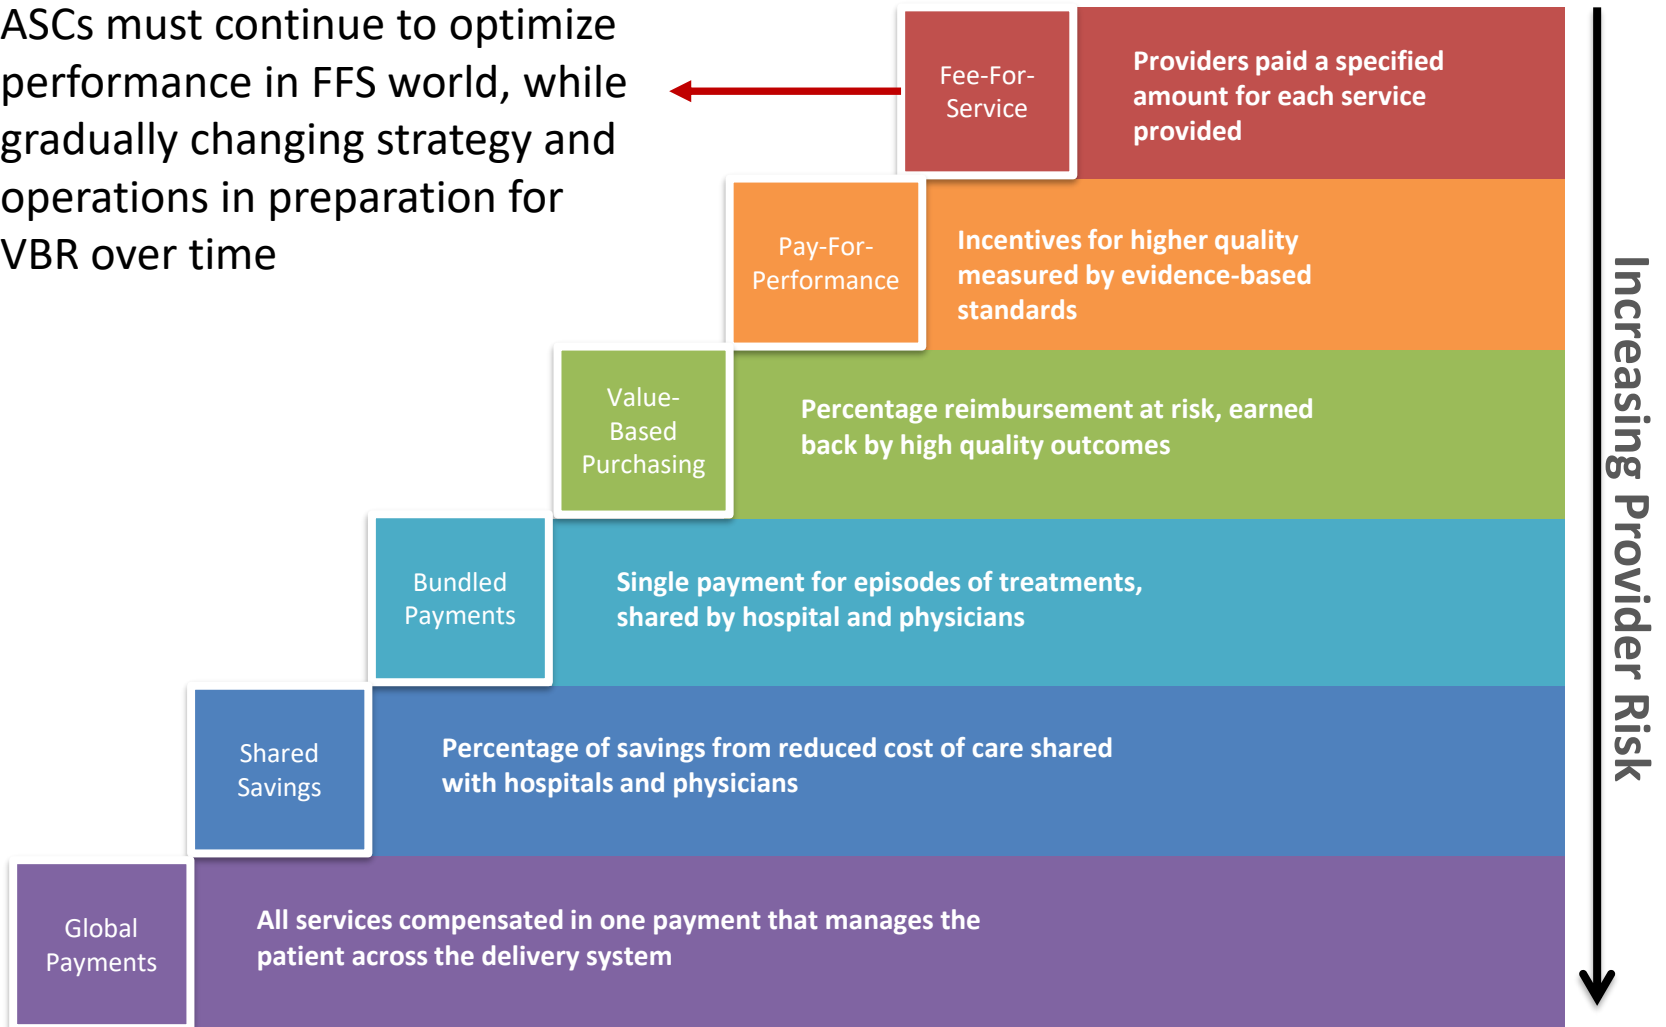 ASCs must continue to optimize
performance in FFS world, while
gradually changing strategy and
operations in preparation for
VBR over time
Fee-For-
Service
Providers paid a specified
amount for each service
provided
Pay-For-
Performance
Incentives for higher quality
measured by evidence-based
standards
Value-
Based
Purchasing
Percentage reimbursement at risk, earned
back by high quality outcomes
Bundled
Payments
Single payment for episodes of treatments,
shared by hospital and physicians
Shared
Savings
Percentage of savings from reduced cost of care shared
with hospitals and physicians
Global
Payments
All services compensated in one payment that manages the
patient across the delivery system
Increasing Provider Risk